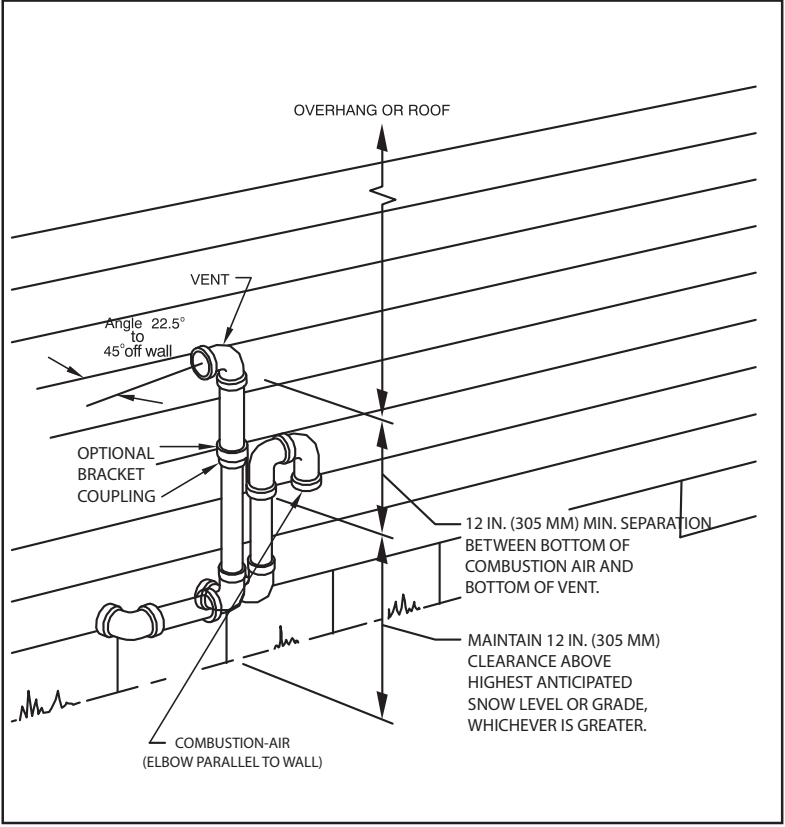 OVERHANG OR ROOF
VENT
Angle 22.5°
to
45°off wall
OPTIONAL
BRACKET
COUPLING
12 IN. (305 MM) MIN. SEPARATION
BETWEEN BOTTOM OF
COMBUSTION AIR AND
BOTTOM OF VENT.
MAINTAIN 12 IN. (305 MM)
CLEARANCE ABOVE
HIGHEST ANTICIPATED
SNOW LEVEL OR GRADE,
WHICHEVER IS GREATER.
COMBUSTION-AIR
(ELBOW PARALLEL TO WALL)